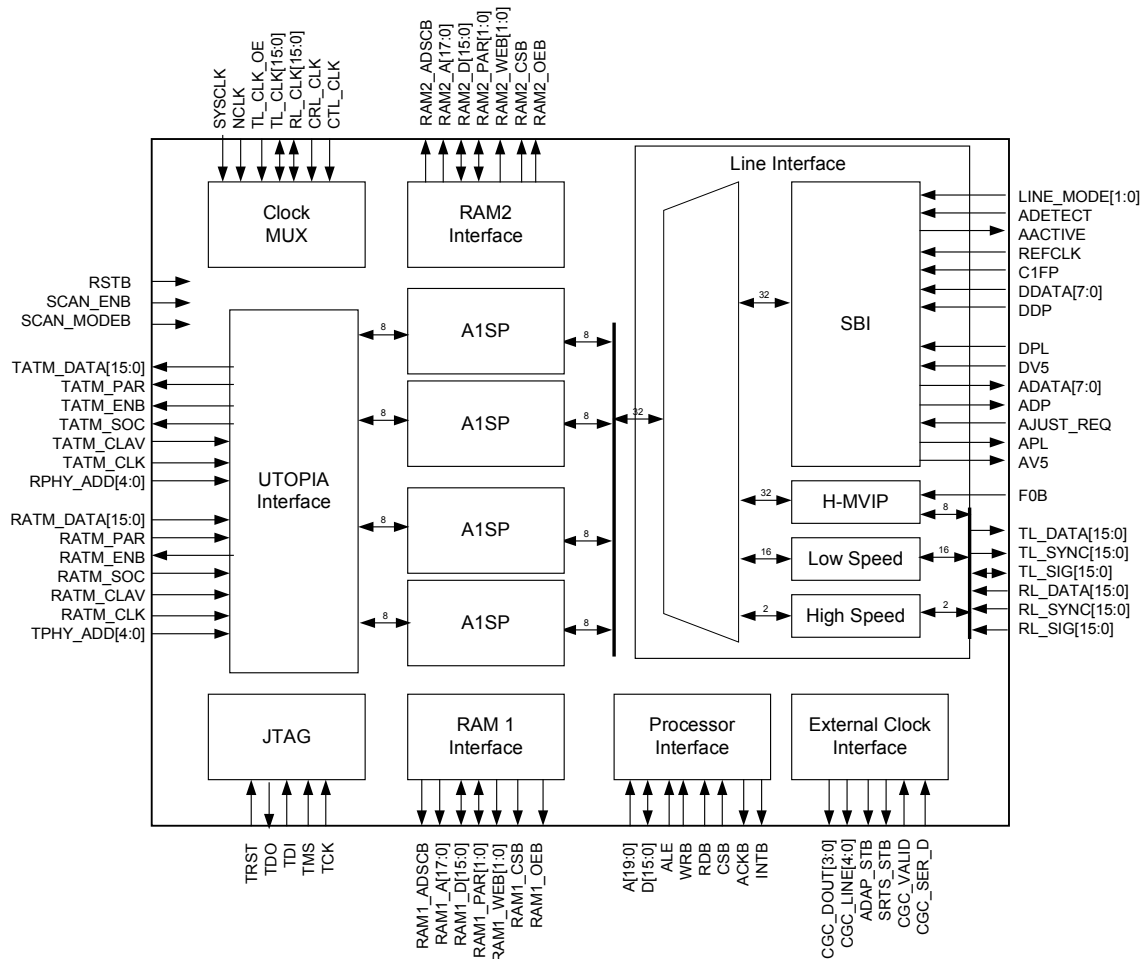 SYSCLK
NCLK
TL_CLK_OE
TL_CLK[15:0]
RL_CLK[15:0]
CRL_CLK
CTL_CLK
RAM2_ADSCB
RAM2_A[17:0]
RAM2_D[15:0]
RAM2_PAR[1:0]
RAM2_WEB[1:0]
RAM2_CSB
RAM2_OEB
Clock
MUX
RAM2
Interface
Line Interface
RSTB
SCAN_ENB
SCAN_MODEB
TATM_DATA[15:0]
TATM_PAR
TATM_ENB
TATM_SOC
TATM_CLAV
TATM_CLK
RPHY_ADD[4:0]
RATM_DATA[15:0]
RATM_PAR
RATM_ENB
RATM_SOC
RATM_CLAV
RATM_CLK
TPHY_ADD[4:0]
UTOPIA
Interface
8
A1SP
8
8
A1SP
8
8
A1SP
8
8
A1SP
8
32
32
SBI
32
H-MVIP
8
16
Low Speed
16
2
High Speed
2
LINE_MODE[1:0]
ADETECT
AACTIVE
REFCLK
C1FP
DDATA[7:0]
DDP
DPL
DV5
ADATA[7:0]
ADP
AJUST_REQ
APL
AV5
F0B
TL_DATA[15:0]
TL_SYNC[15:0]
TL_SIG[15:0]
RL_DATA[15:0]
RL_SYNC[15:0]
RL_SIG[15:0]
JTAG
RAM 1
Interface
Processor
Interface
External Clock
Interface
TRST
TDO
TDI
TMS
TCK
RAM1_ADSCB
RAM1_A[17:0]
RAM1_D[15:0]
RAM1_PAR[1:0]
RAM1_WEB[1:0]
RAM1_CSB
RAM1_OEB
A[19:0]
D[15:0]
ALE
WRB
RDB
CSB
ACKB
INTB
CGC_DOUT[3:0]
CGC_LINE[4:0]
ADAP_STB
SRTS_STB
CGC_VALID
CGC_SER_D